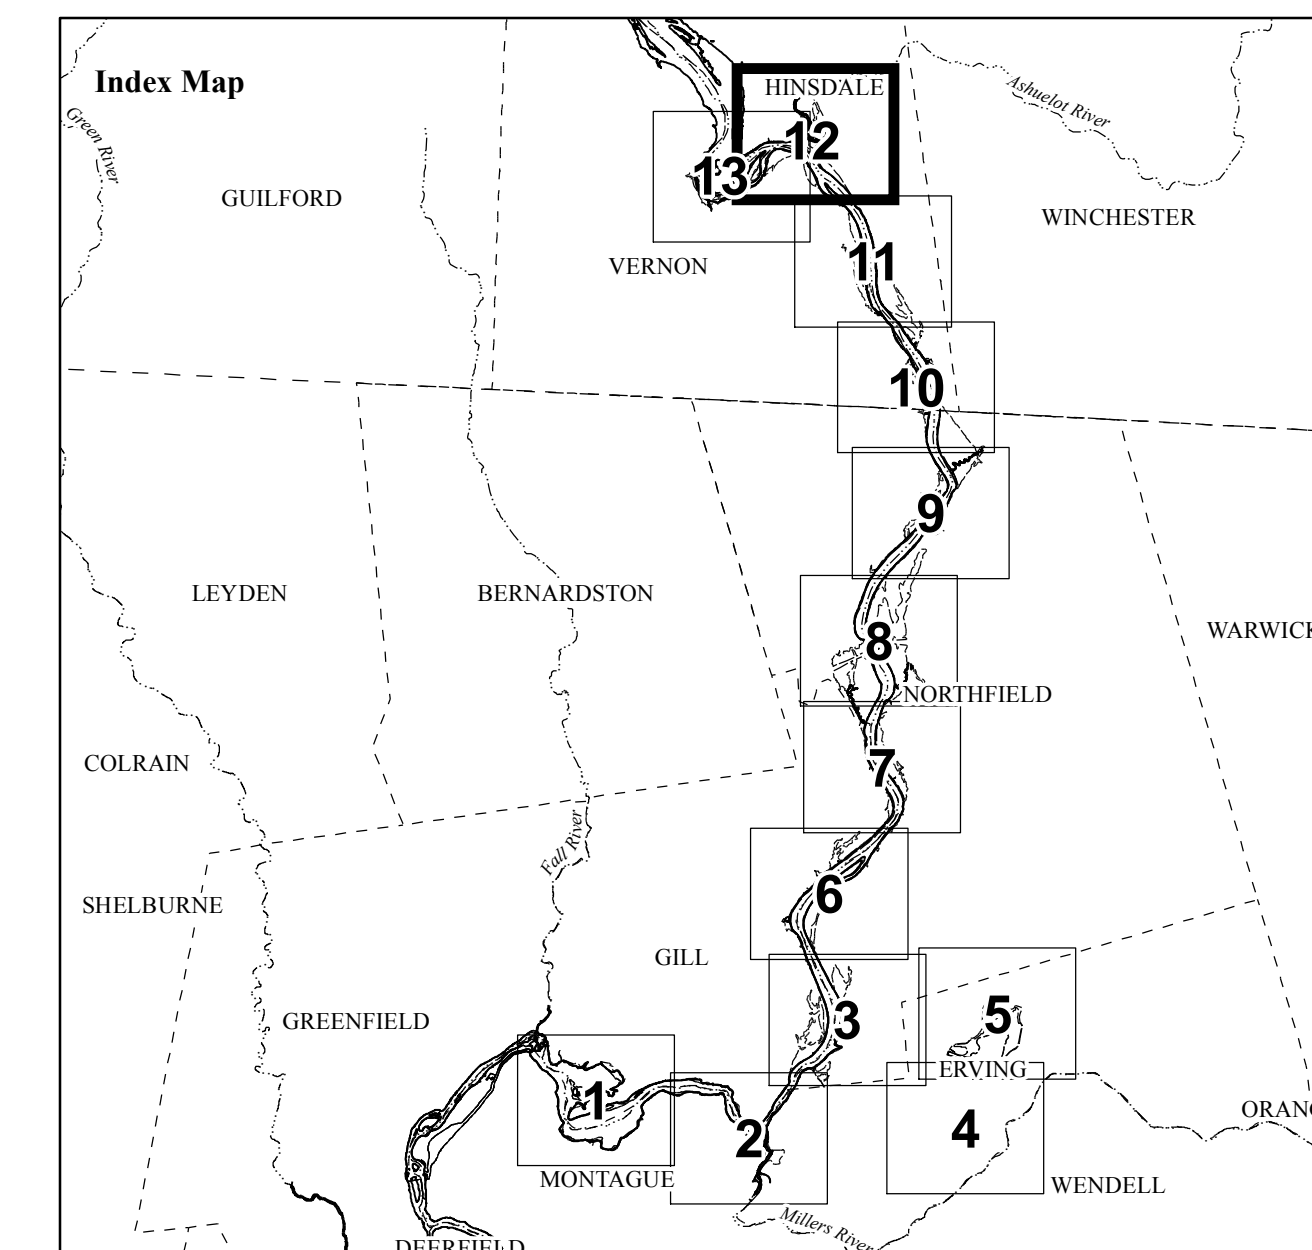 HINSDALE
Index Map
Ashuelot River
Green River
12
13
GUILFORD
WINCHESTER
VERNON
11
10
9
LEYDEN
BERNARDSTON
WARWICK
8
NORTHFIELD
COLRAIN
7
Fall River
6
SHELBURNE
GILL
5
3
GREENFIELD
ERVING
1
4
2
MONTAGUE
WENDELL
Millers River
DEERFIELD